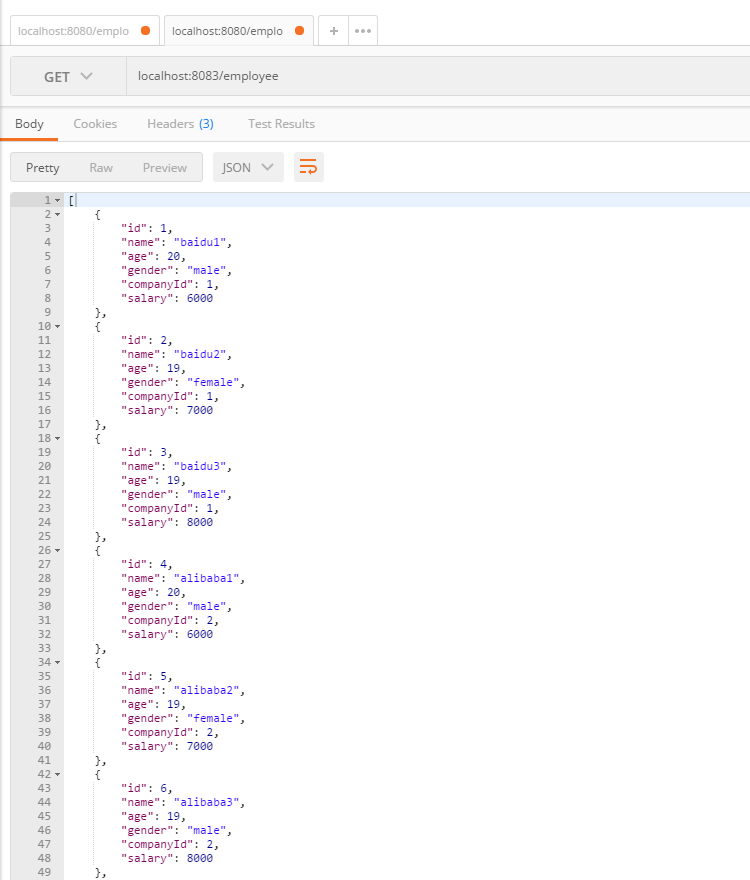 localhost:8080/emplo localhost:8080/emplo + •••
GET localhost:8083/employee
Body Cookies Headers (3) Test Results
Pretty Raw Preview JSON
1 [
2 {
3 "id": 1,
4 "name": "baidu1",
5 "age": 20,
6 "gender": "male",
7 "companyId": 1,
8 "salary": 6000
9 },
10 {
11 "id": 2,
12 "name": "baidu2",
13 "age": 19,
14 "gender": "female",
15 "companyId": 1,
16 "salary": 7000
17 },
18 {
19 "id": 3,
20 "name": "baidu3",
21 "age": 19,
22 "gender": "male",
23 "companyId": 1,
24 "salary": 8000
25 },
26 {
27 "id": 4,
28 "name": "alibaba1",
29 "age": 20,
30 "gender": "male",
31 "companyId": 2,
32 "salary": 6000
33 },
34 {
35 "id": 5,
36 "name": "alibaba2",
37 "age": 19,
38 "gender": "female",
39 "companyId": 2,
40 "salary": 7000
41 },
42 {
43 "id": 6,
44 "name": "alibaba3",
45 "age": 19,
46 "gender": "male",
47 "companyId": 2,
48 "salary": 8000
49 },